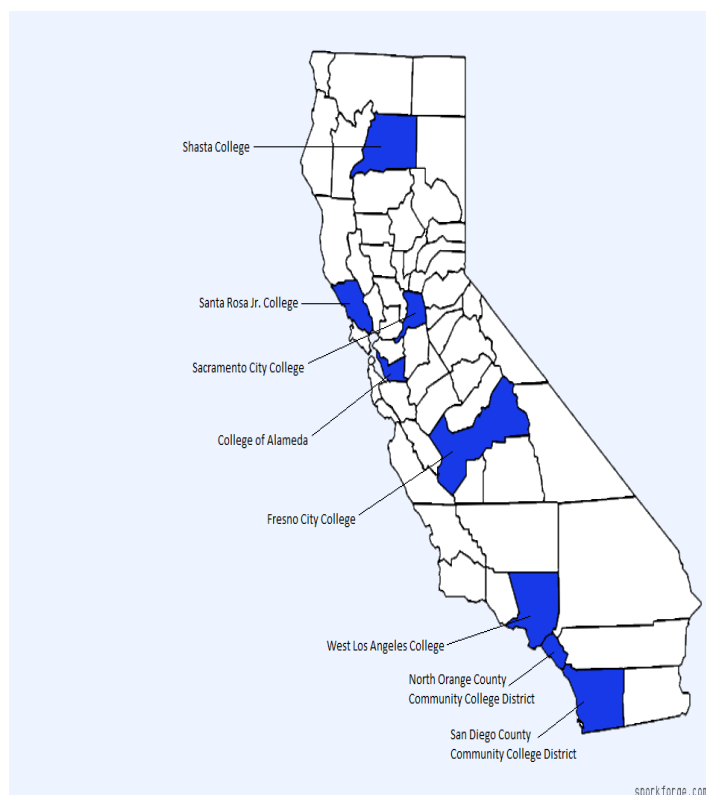 Shasta College
Santa Rosa Jr. College
Sacramento City College
College of Alameda
Fresno City College
West Los Angeles College
North Orange County
Community College District
San Diego County
Community College District
sporkforge.com